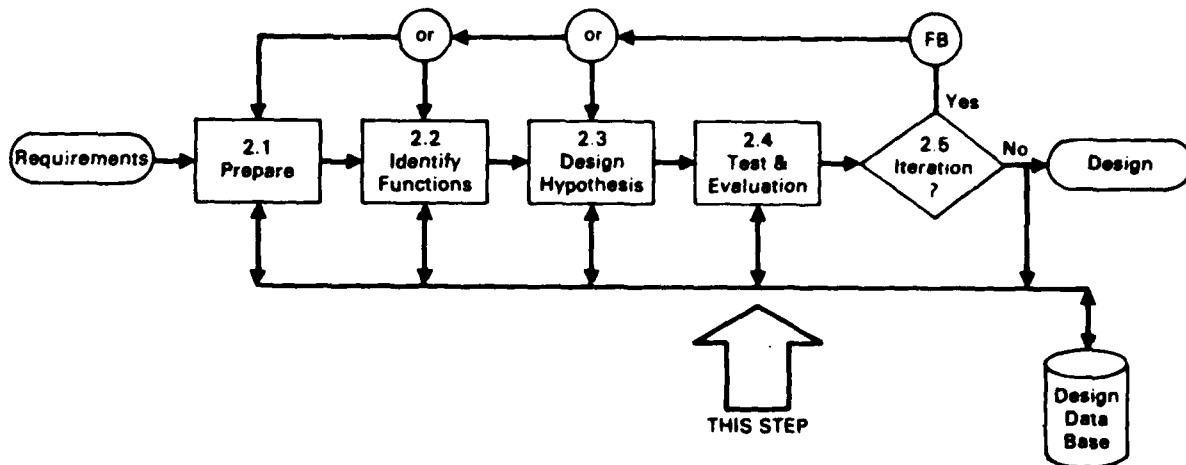 or
or
FB
Yes
Requirements
2.1
Prepare
2.2
Identify
Functions
2.3
Design
Hypothesis
2.4
Test &
Evaluation
2.5
Iteration
?
No
Design
THIS STEP
Design
Data
Base